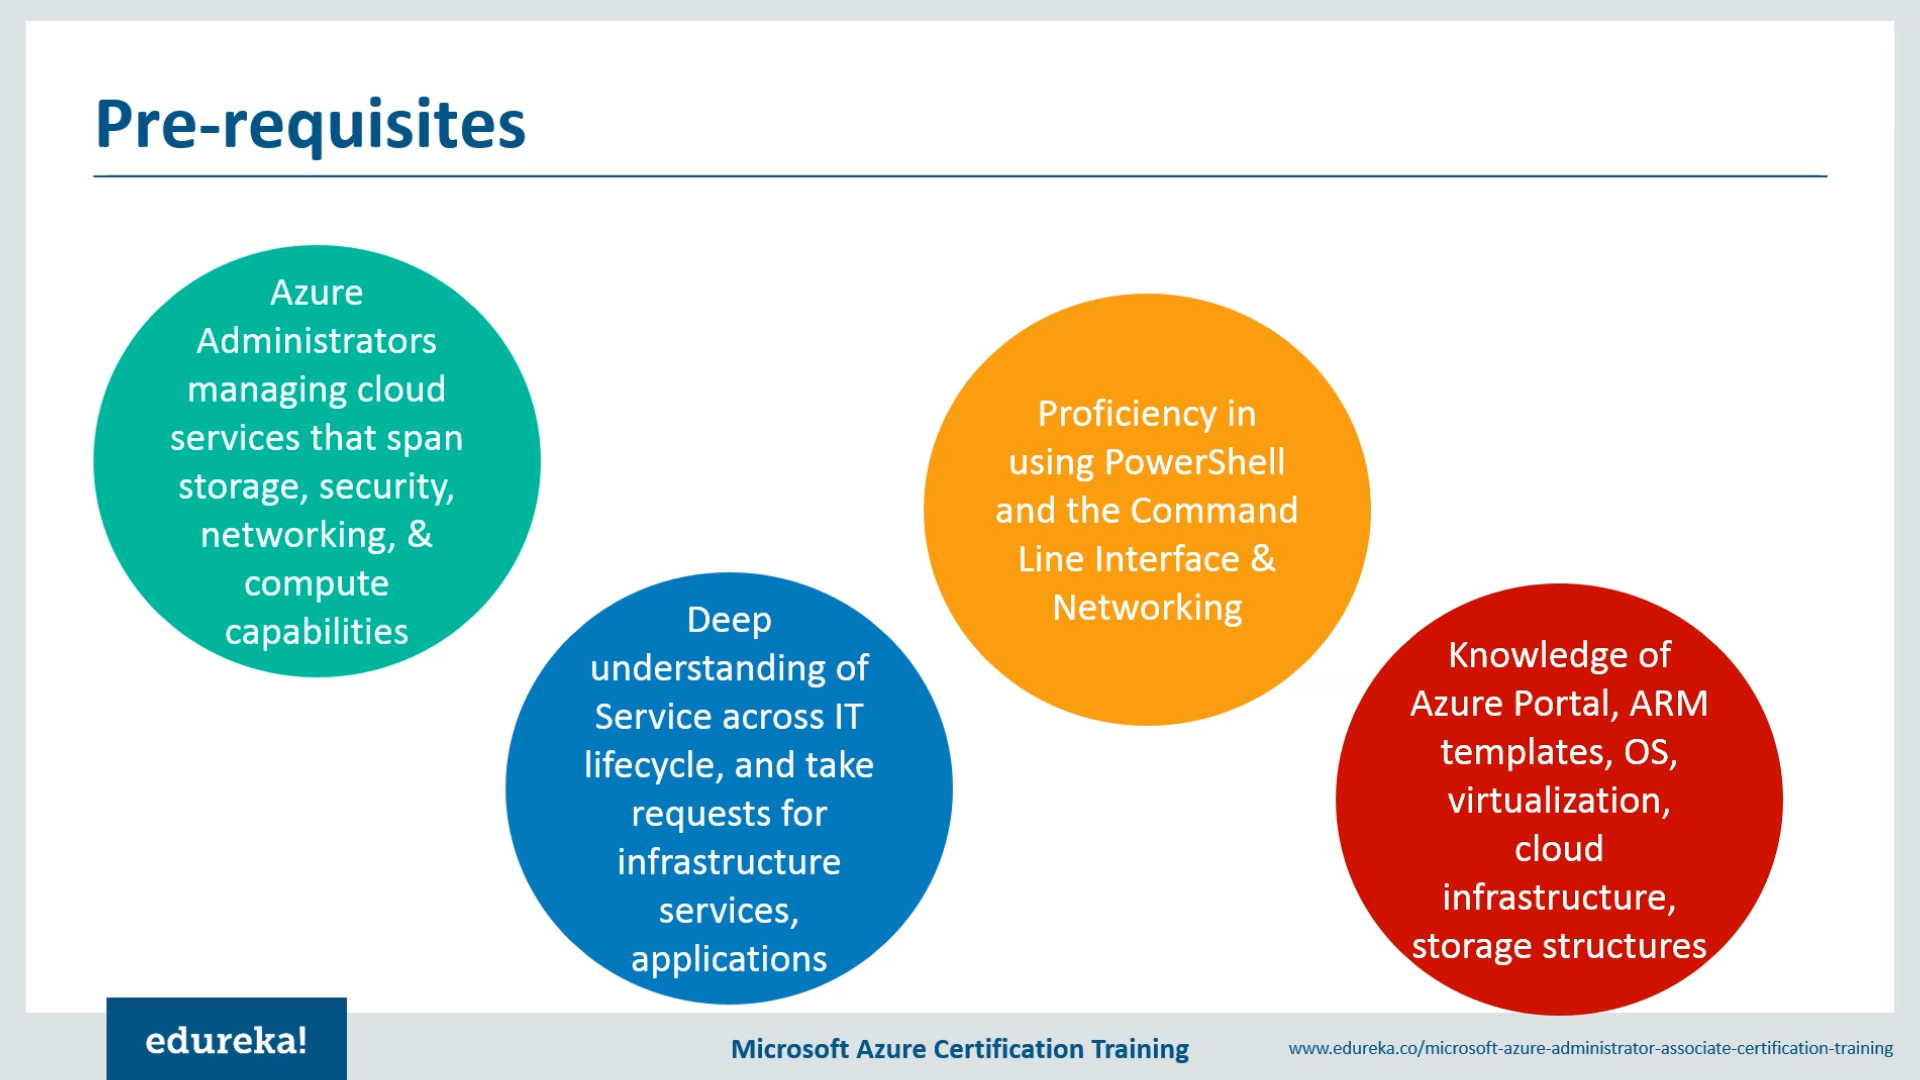 Pre-requisites
Azure
Administrators
managing cloud
services that span
storage, security,
networking, &
compute
capabilities
Deep
understanding of
Service across IT
lifecycle, and take
requests for
infrastructure
services,
applications
Proficiency in
using PowerShell
and the Command
Line Interface &
Networking
Knowledge of
Azure Portal, ARM
templates, OS,
virtualization,
cloud
infrastructure,
storage structures
edureka!
Microsoft Azure Certification Training
www.edureka.co/microsoft-azure-administrator-associate-certification-training